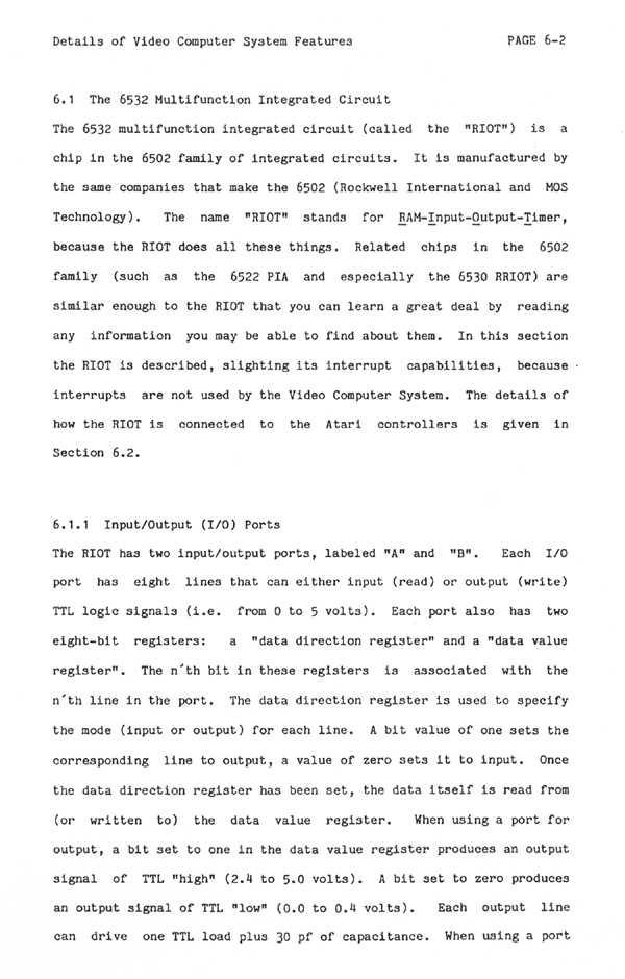 Details of Video Computer System Features PAGE 6-2
6.1 The 6532 Multifunction Integrated Circuit
The 6532 multifunction integrated circuit (called the "RIOT") is a
chip in the 6502 family of integrated circuits. It is manufactured by
the same companies that make the 6502 (Rockwell International and MOS
Technology). The name "RIOT" stands for RAM-Input-Output-Timer,
because the RIOT does all these things. Related chips in the 6502
family (such as the 6522 PIA and especially the 6530 RRIOT) are
similar enough to the RIOT that you can learn a great deal by reading
any information you may be able to find about them. In this section
the RIOT is described, slighting its interrupt capabilities, because
interrupts are not used by the Video Computer System. The details of
how the RIOT is connected to the Atari controllers is given in
Section 6.2.
6.1.1 Input/Output (I/O) Ports
The RIOT has two input/output ports, labeled "A" and "B". Each I/O
port has eight lines that can either input (read) or output (write)
TTL logic signals (i.e. from 0 to 5 volts). Each port also has two
eight-bit registers: a "data direction register" and a "data value
register". The n'th bit in these registers is associated with the
n'th line in the port. The data direction register is used to specify
the mode (input or output) for each line. A bit value of one sets the
corresponding line to output, a value of zero sets it to input. Once
the data direction register has been set, the data itself is read from
(or written to) the data value register. When using a port for
output, a bit set to one in the data value register produces an output
signal of TTL "high" (2.4 to 5.0 volts). A bit set to zero produces
an output signal of TTL "low" (0.0 to 0.4 volts). Each output line
can drive one TTL load plus 30 pf of capacitance. When using a port